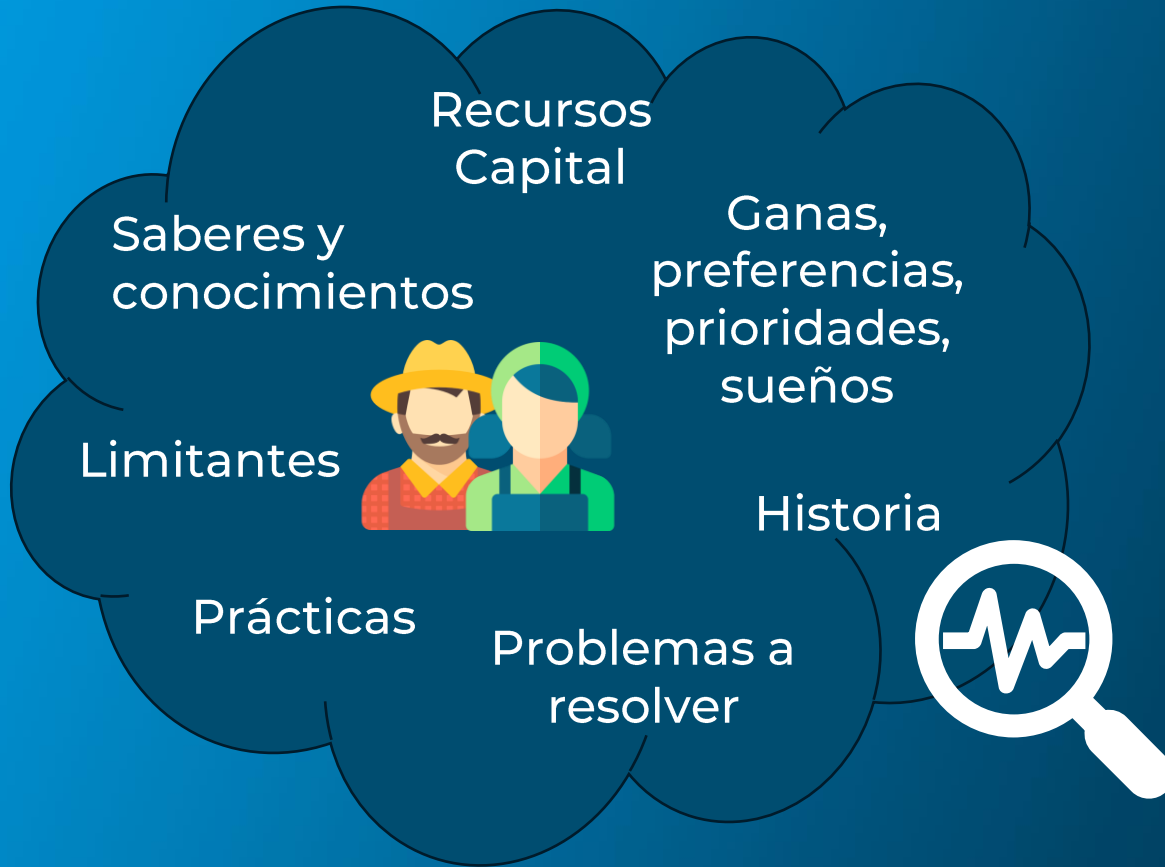 Recursos
Capital
Saberes y
conocimientos
Ganas,
preferencias,
prioridades,
sueños
Limitantes
Historia
Prácticas
Problemas a
resolver